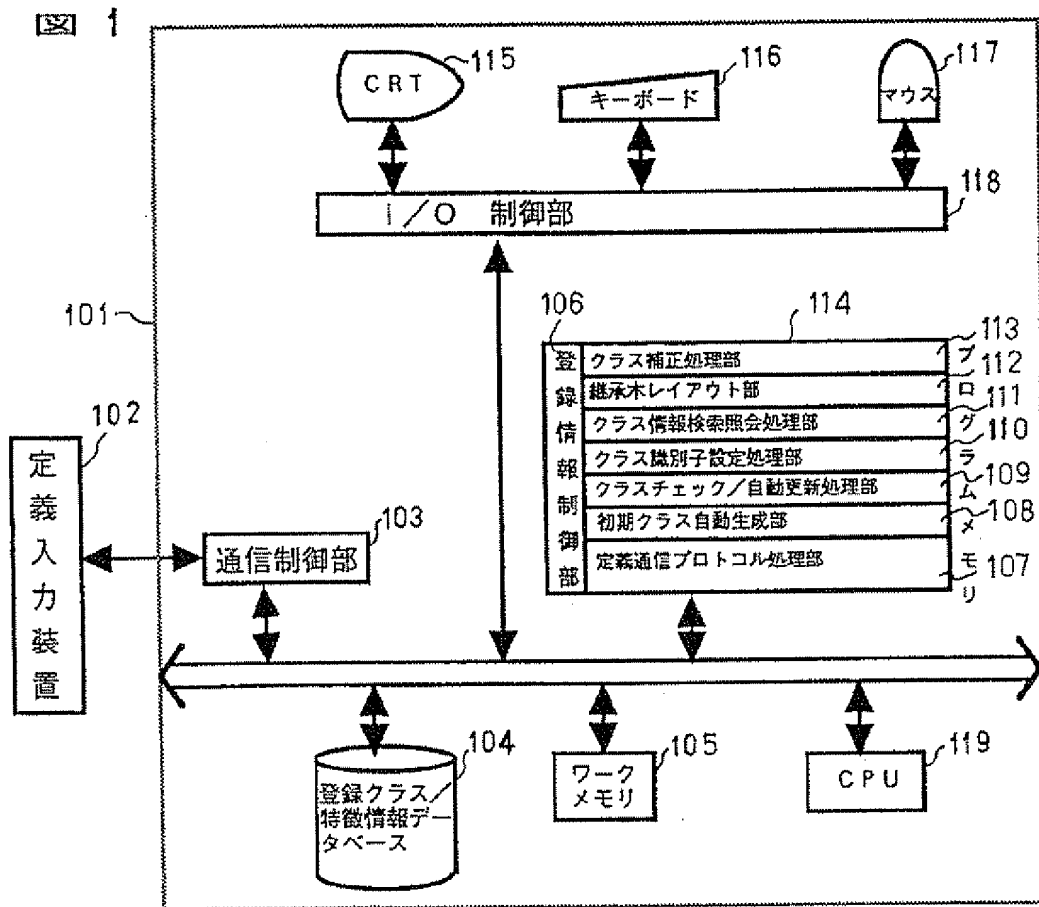 図 1
115
CRT
116
キーボード
117
マウス
118
I／O 制御部
101
106
登録情報制御部
114
113
プログラムメモリ
クラス補正処理部
112
継承木レイアウト部
111
クラス情報検索照会処理部
110
クラス識別子設定処理部
109
クラスチェック／自動更新処理部
108
初期クラス自動生成部
107
定義通信プロトコル処理部
102
定義入力装置
103
通信制御部
104
登録クラス／
特徴情報デー
タベース
105
ワーク
メモリ
119
CPU